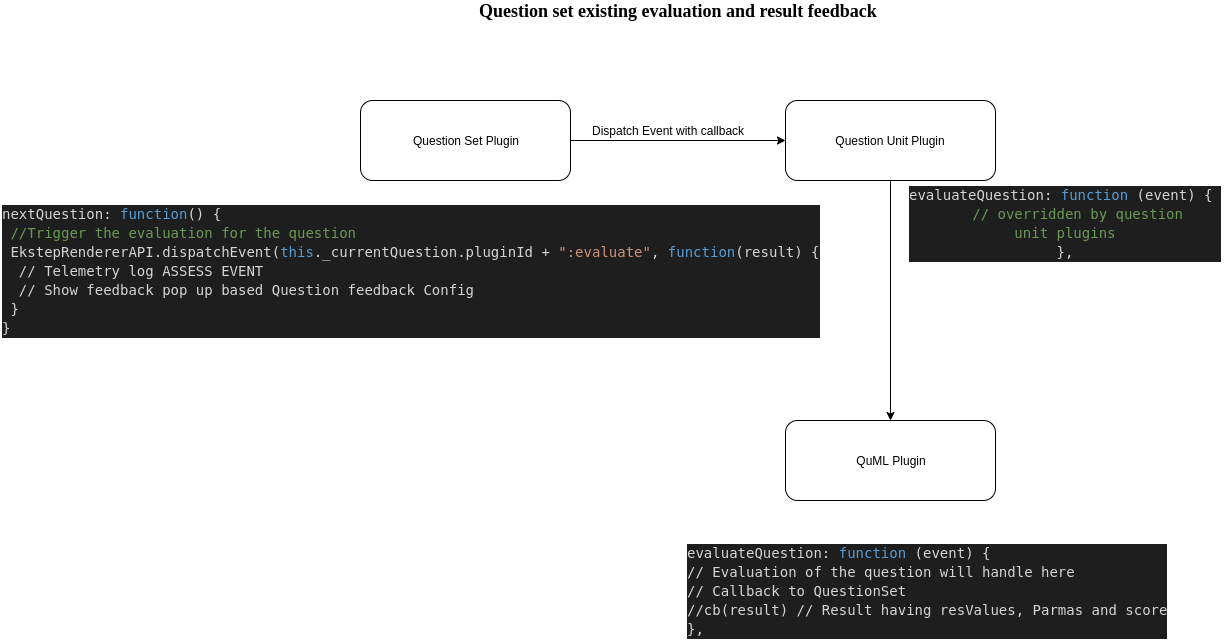 Question set existing evaluation and result feedback
Question Set Plugin
Dispatch Event with callback
Question Unit Plugin
evaluateQuestion: function (event) {
// overridden by question
unit plugins
},
nextQuestion: function() {
//Trigger the evaluation for the question
EkstepRendererAPI.dispatchEvent(this._currentQuestion.pluginId + ":evaluate", function(result) {
// Telemetry log ASSESS EVENT
// Show feedback pop up based Question feedback Config
}
}
QuML Plugin
evaluateQuestion: function (event) {
// Evaluation of the question will handle here
// Callback to QuestionSet
//cb(result) // Result having resValues, Parmas and score
},